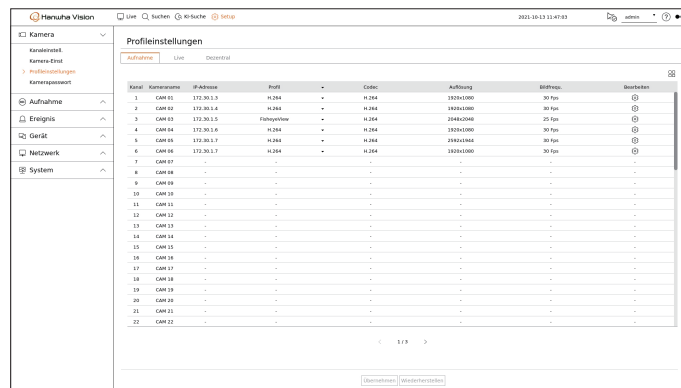 Hanwha Vision Live Suchen KI-Suche Setup 2021-10-13 11:47:03 admin ?
Kamera
Kanaleinstell.
Kamera-Einst
Profileinstellungen
Kamerapasswort
Aufnahme
Ereignis
Gerät
Netzwerk
System
Profileinstellungen
Aufnahme Live Dezentral
Kanal Kameraname IP-Adresse Profil Codec Auflösung Bildfrequ. Bearbeiten
1 CAM 01 172.30.1.3 H.264 H.264 1920x1080 30 Fps
2 CAM 02 172.30.1.4 H.264 H.264 1920x1080 30 Fps
3 CAM 03 172.30.1.5 FisheyeView H.264 2048x2048 25 Fps
4 CAM 04 172.30.1.6 H.264 H.264 1920x1080 30 Fps
5 CAM 05 172.30.1.7 H.264 H.264 2592x1944 30 Fps
6 CAM 06 172.30.1.7 H.264 H.264 1920x1080 30 Fps
7 CAM 07 - - - - - -
8 CAM 08 - - - - - -
9 CAM 09 - - - - - -
10 CAM 10 - - - - - -
11 CAM 11 - - - - - -
12 CAM 12 - - - - - -
13 CAM 13 - - - - - -
14 CAM 14 - - - - - -
15 CAM 15 - - - - - -
16 CAM 16 - - - - - -
17 CAM 17 - - - - - -
18 CAM 18 - - - - - -
19 CAM 19 - - - - - -
20 CAM 20 - - - - - -
21 CAM 21 - - - - - -
22 CAM 22 - - - - - -
< 1/3 >
Übernehmen Wiederherstellen